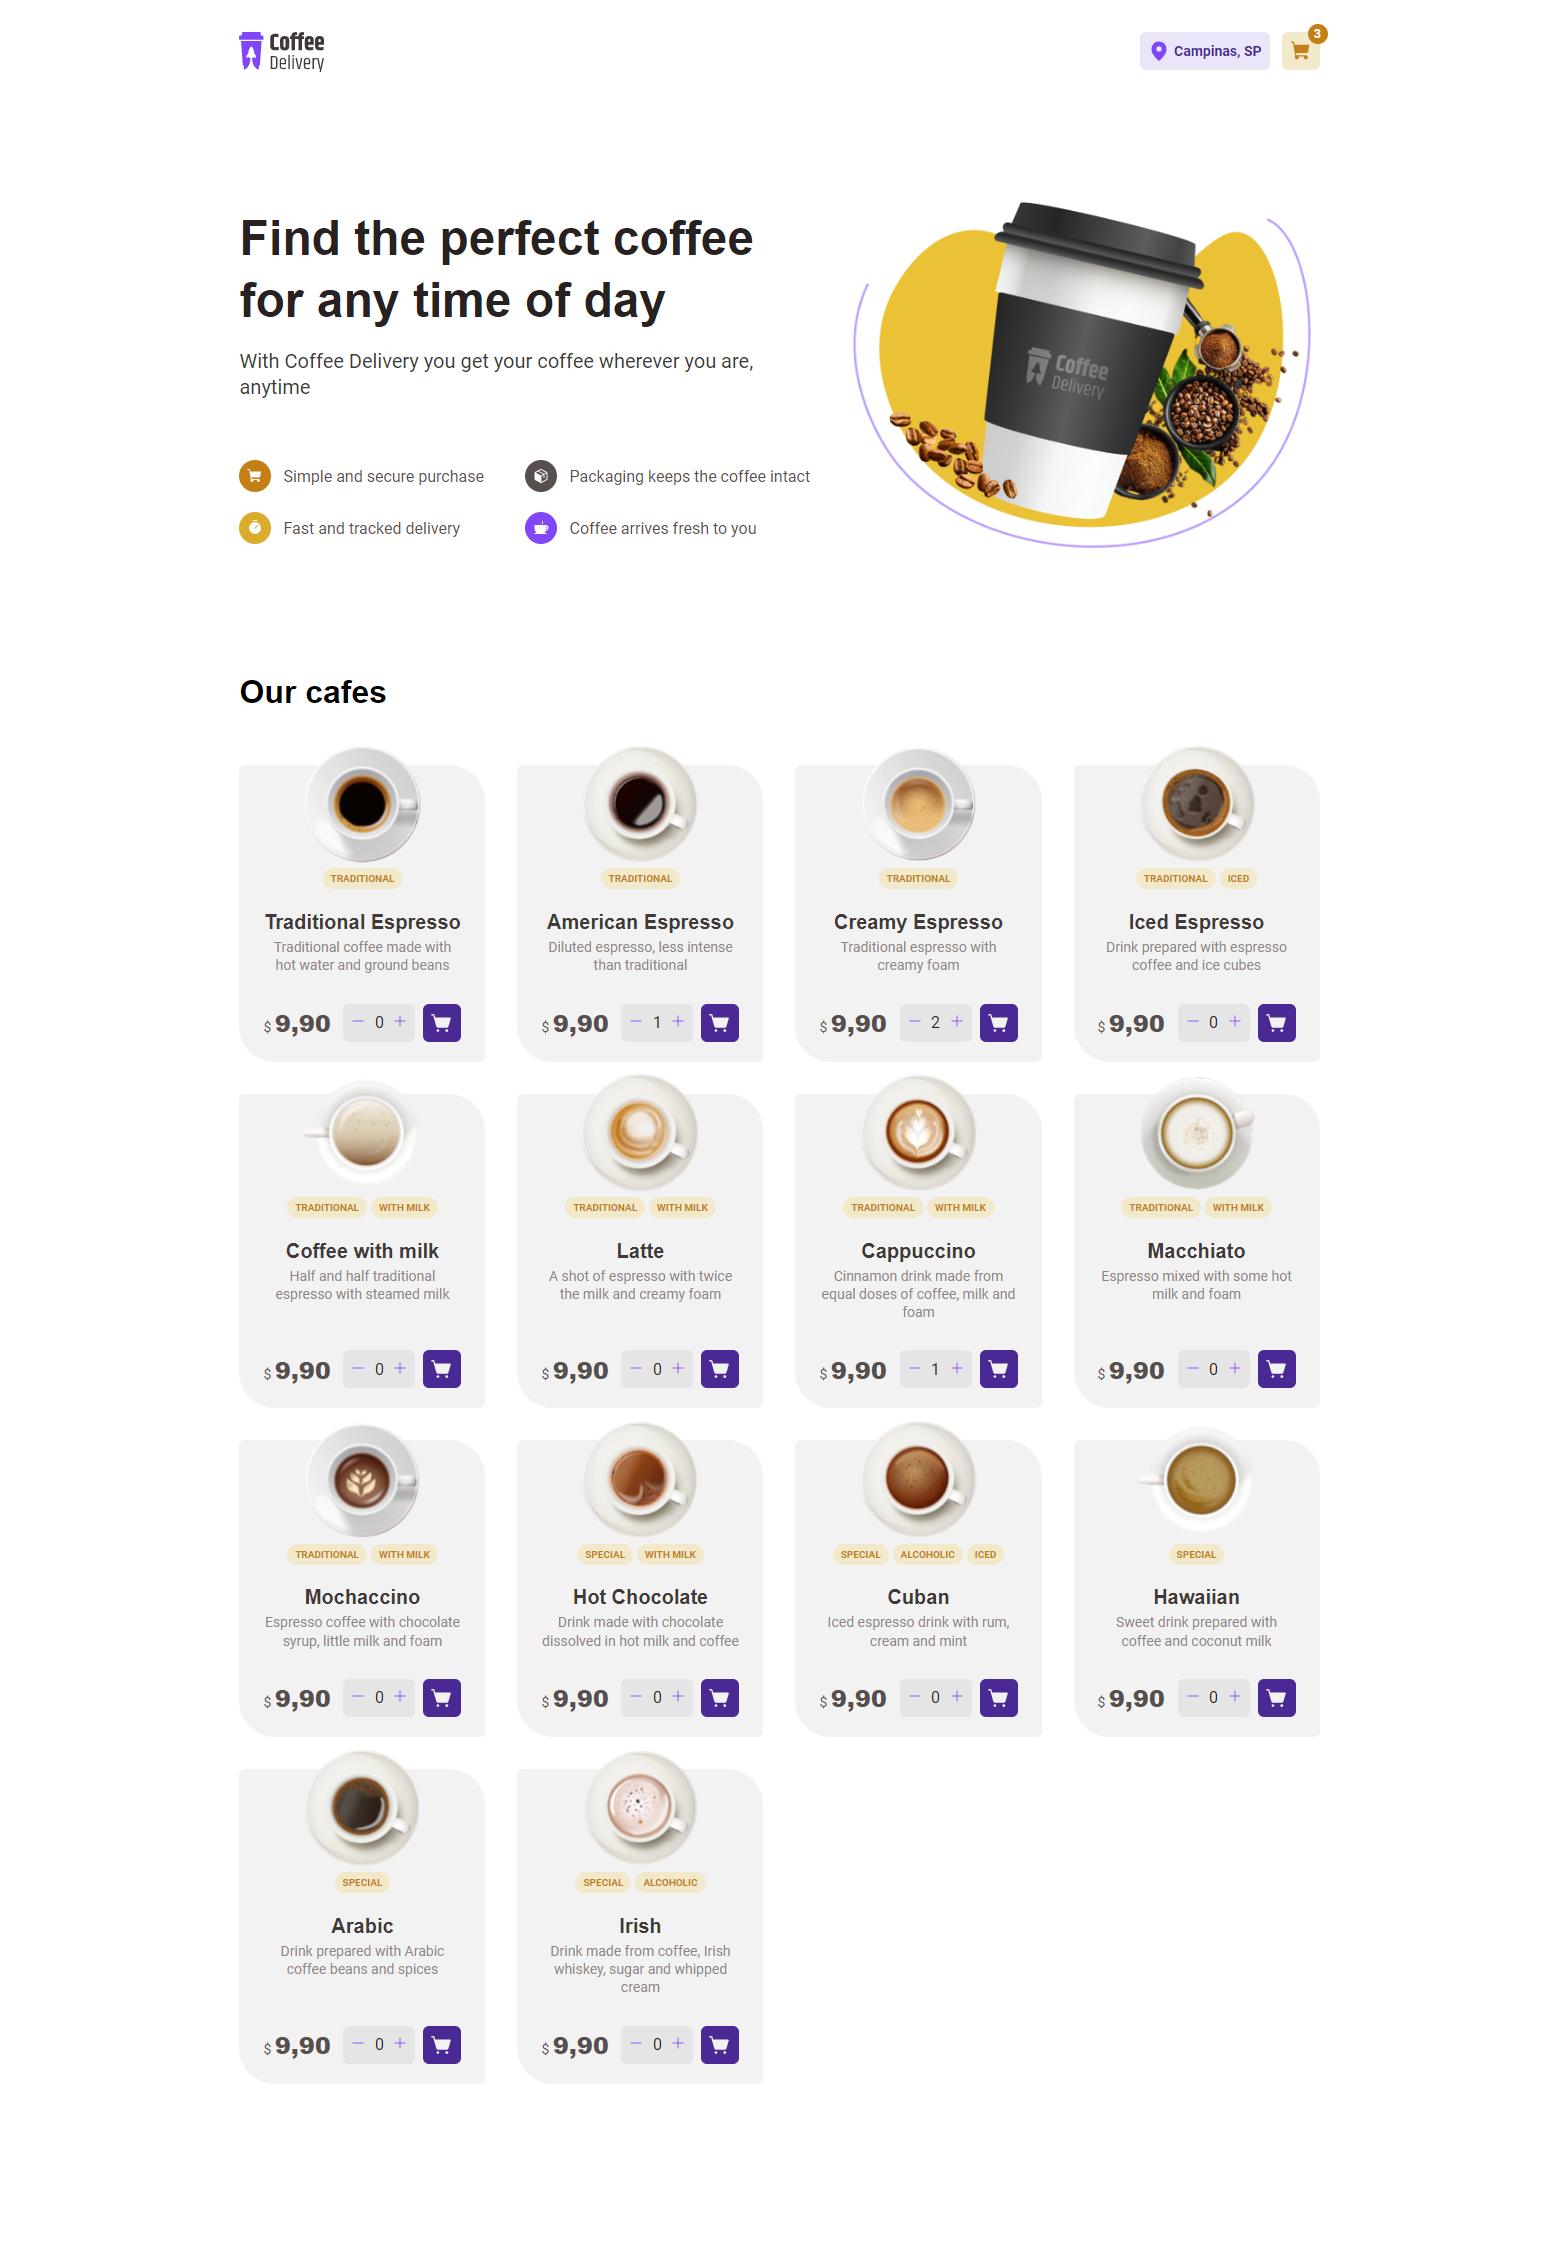 Coffee
Delivery
Campinas, SP
3
Find the perfect coffee
for any time of day
With Coffee Delivery you get your coffee wherever you are,
anytime
Simple and secure purchase
Packaging keeps the coffee intact
Fast and tracked delivery
Coffee arrives fresh to you
Coffee
Delivery
Our cafes
TRADITIONAL
Traditional Espresso
Traditional coffee made with
hot water and ground beans
$ 9,90 − 0 +
TRADITIONAL
American Espresso
Diluted espresso, less intense
than traditional
$ 9,90 − 1 +
TRADITIONAL
Creamy Espresso
Traditional espresso with
creamy foam
$ 9,90 − 2 +
TRADITIONAL ICED
Iced Espresso
Drink prepared with espresso
coffee and ice cubes
$ 9,90 − 0 +
TRADITIONAL WITH MILK
Coffee with milk
Half and half traditional
espresso with steamed milk
$ 9,90 − 0 +
TRADITIONAL WITH MILK
Latte
A shot of espresso with twice
the milk and creamy foam
$ 9,90 − 0 +
TRADITIONAL WITH MILK
Cappuccino
Cinnamon drink made from
equal doses of coffee, milk and
foam
$ 9,90 − 1 +
TRADITIONAL WITH MILK
Macchiato
Espresso mixed with some hot
milk and foam
$ 9,90 − 0 +
TRADITIONAL WITH MILK
Mochaccino
Espresso coffee with chocolate
syrup, little milk and foam
$ 9,90 − 0 +
SPECIAL WITH MILK
Hot Chocolate
Drink made with chocolate
dissolved in hot milk and coffee
$ 9,90 − 0 +
SPECIAL ALCOHOLIC ICED
Cuban
Iced espresso drink with rum,
cream and mint
$ 9,90 − 0 +
SPECIAL
Hawaiian
Sweet drink prepared with
coffee and coconut milk
$ 9,90 − 0 +
SPECIAL
Arabic
Drink prepared with Arabic
coffee beans and spices
$ 9,90 − 0 +
SPECIAL ALCOHOLIC
Irish
Drink made from coffee, Irish
whiskey, sugar and whipped
cream
$ 9,90 − 0 +